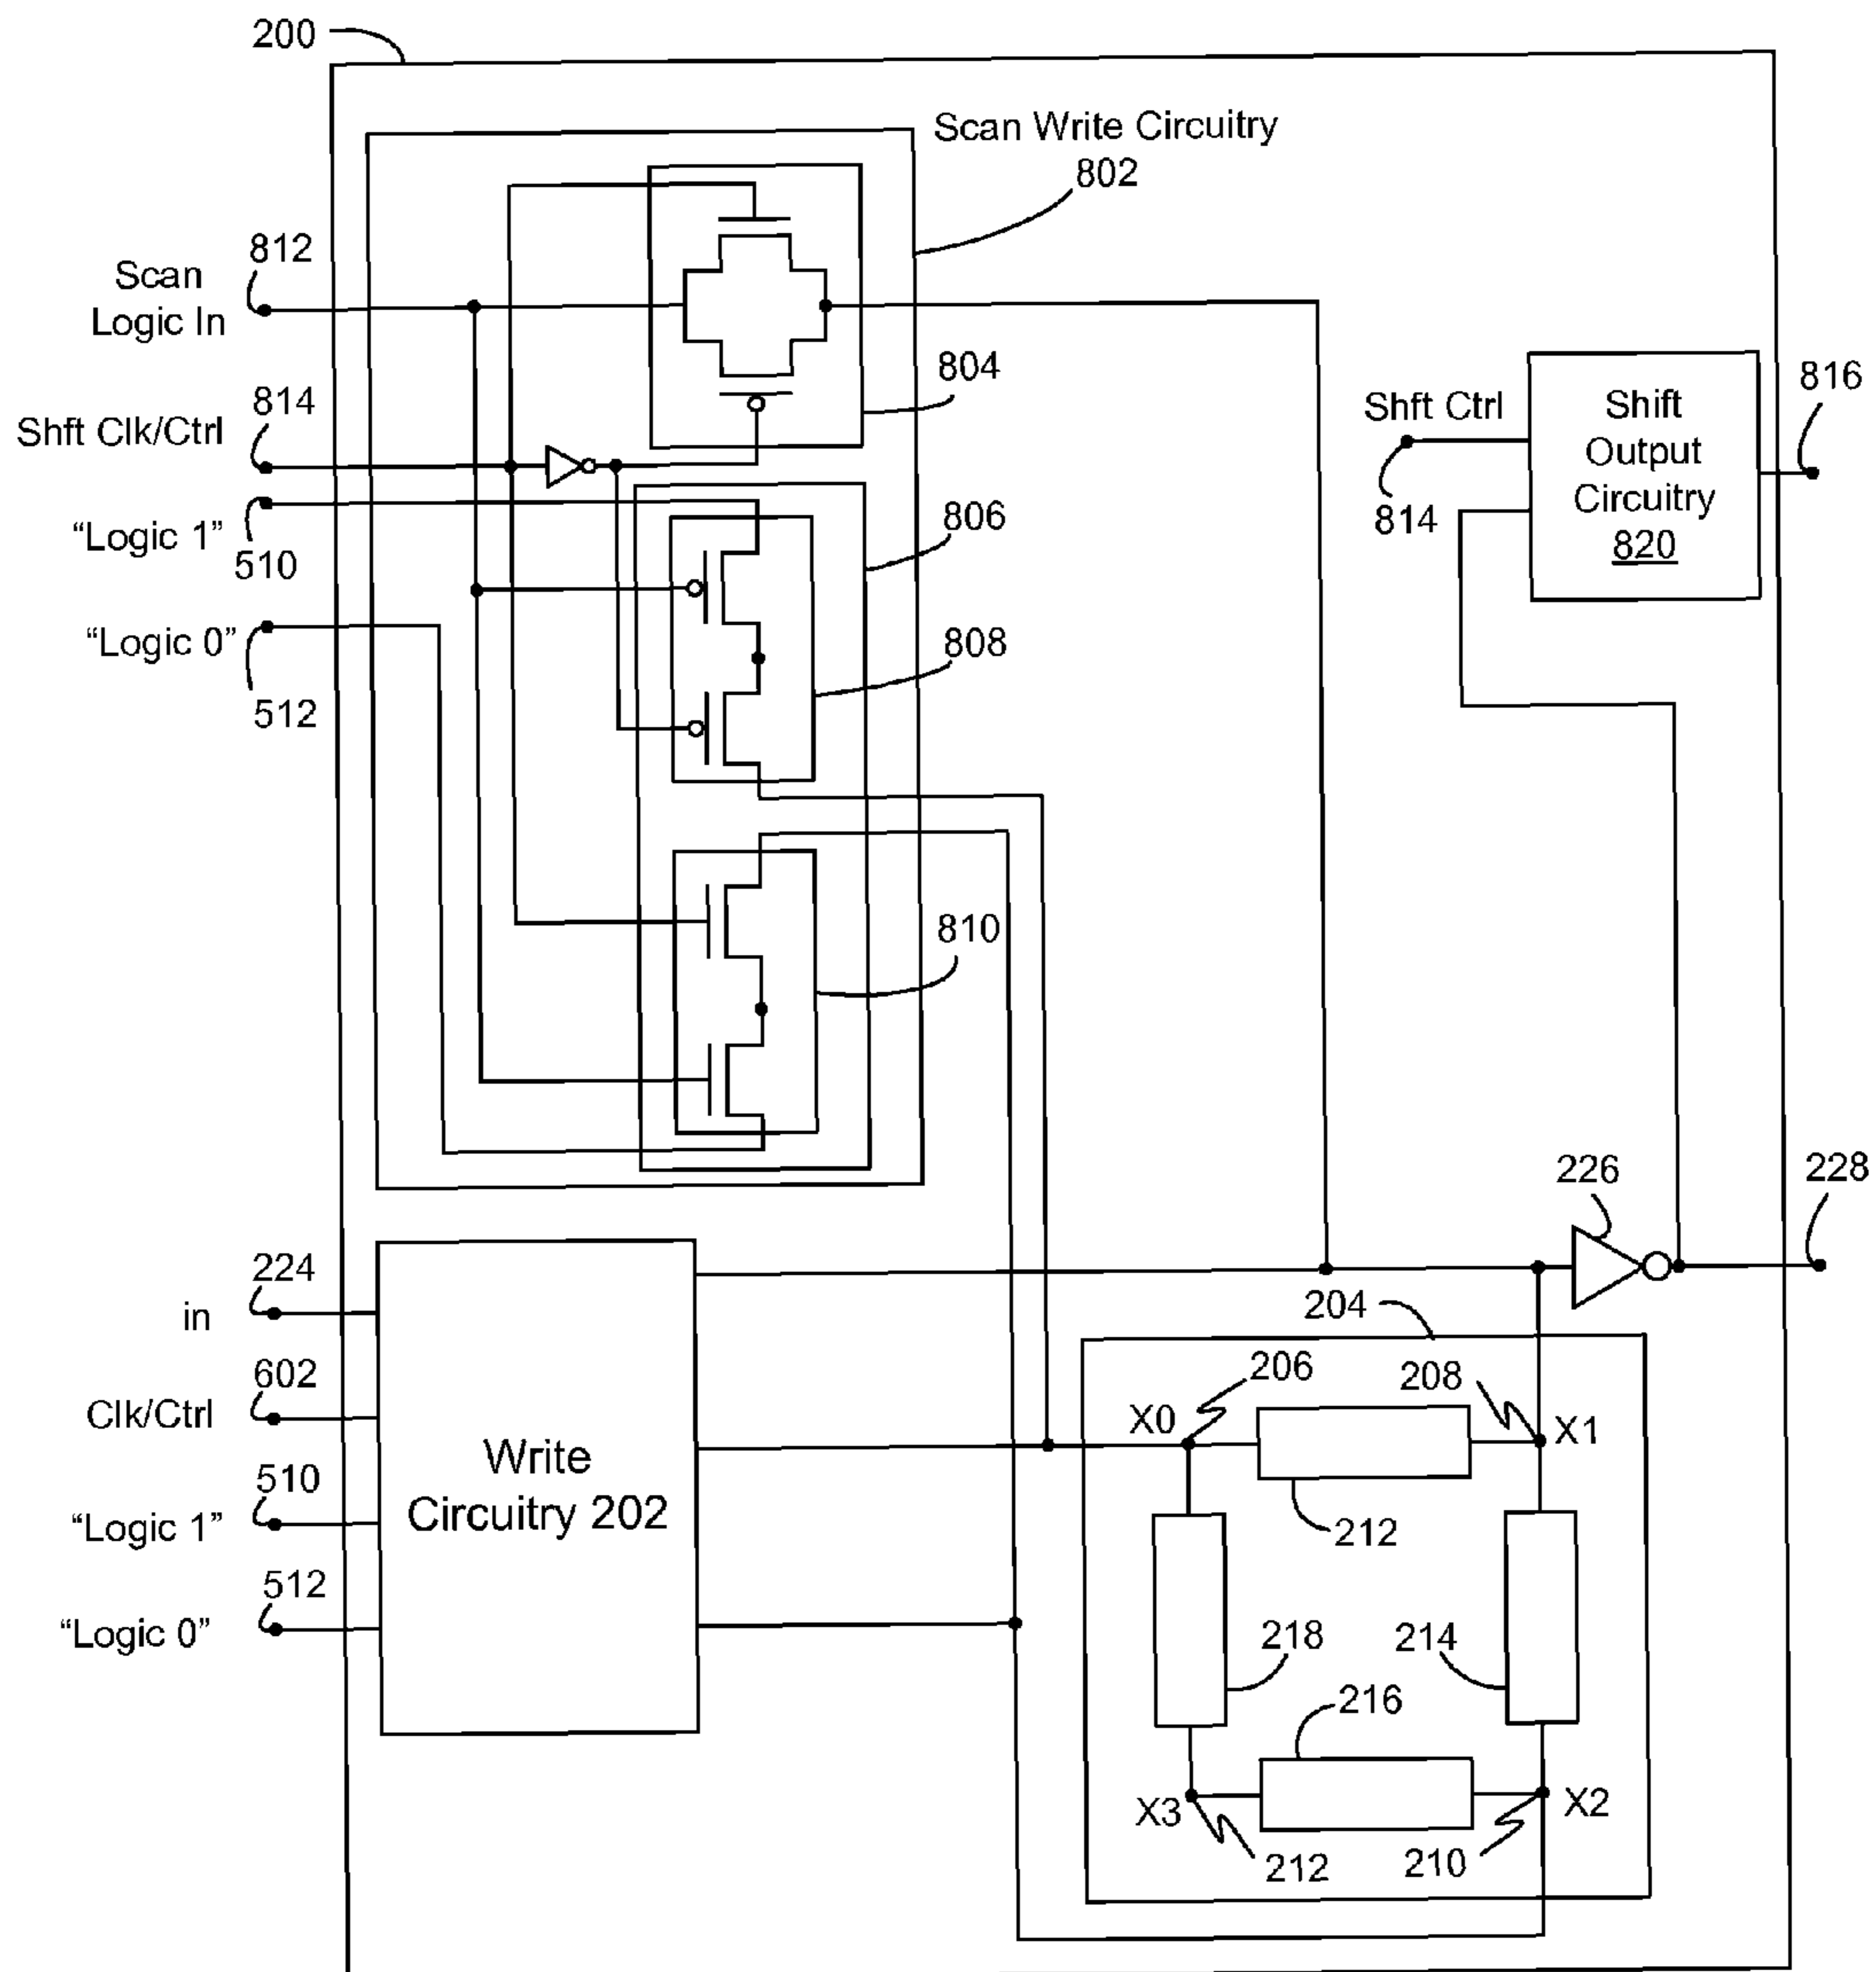 200
Scan Write Circuitry
802
812
Scan
Logic In
804
814
Shft Clk/Ctrl
816
Shft Ctrl
814
Shift
Output
Circuitry
820
“Logic 1”
510
806
“Logic 0”
512
808
810
226
228
224
in
204
602
Clk/Ctrl
206
208
X0
X1
510
“Logic 1”
Write
Circuitry 202
212
512
“Logic 0”
218
214
216
X3
X2
212
210